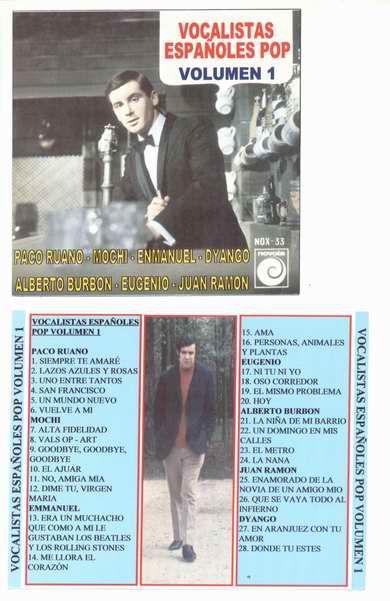 VOCALISTAS
ESPAÑOLES POP
VOLUMEN 1
NOX-33
novola
PACO RUANO - MOCHI - ENMANUEL - DYANGO
ALBERTO BURBON - EUGENIO - JUAN RAMON
VOCALISTAS ESPAÑOLES POP VOLUMEN 1
VOCALISTAS ESPAÑOLES
POP VOLUMEN 1
PACO RUANO
1. SIEMPRE TE AMARÉ
2. LAZOS AZULES Y ROSAS
3. UNO ENTRE TANTOS
4. SAN FRANCISCO
5. UN MUNDO NUEVO
6. VUELVE A MI
MOCHI
7. ALTA FIDELIDAD
8. VALS OP - ART
9. GOODBYE, GOODBYE,
GOODBYE
10. EL AJUAR
11. NO, AMIGA MIA
12. DIME TU, VIRGEN
MARIA
EMMANUEL
13. ERA UN MUCHACHO
QUE COMO A MI LE
GUSTABAN LOS BEATLES
Y LOS ROLLING STONES
14. ME LLORA EL
CORAZÓN
15. AMA
16. PERSONAS, ANIMALES
Y PLANTAS
EUGENIO
17. NI TU NI YO
18. OSO CORREDOR
19. EL MISMO PROBLEMA
20. HOY
ALBERTO BURBON
21. LA NIÑA DE MI BARRIO
22. UN DOMINGO EN MIS
CALLES
23. EL METRO
24. LA NANA
JUAN RAMON
25. ENAMORADO DE LA
NOVIA DE UN AMIGO MIO
26. QUE SE VAYA TODO AL
INFIERNO
DYANGO
27. EN ARANJUEZ CON TU
AMOR
28. DONDE TU ESTES
VOCALISTAS ESPAÑOLES POP VOLUMEN 1